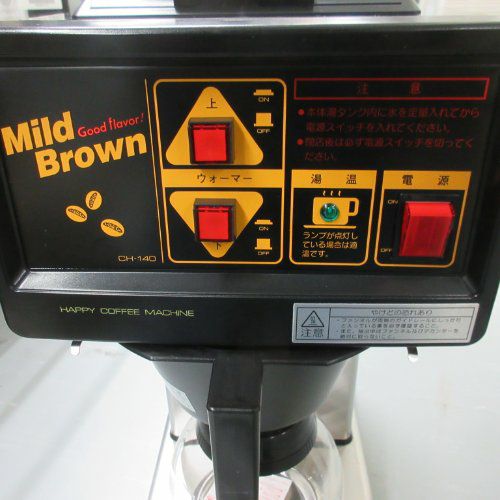 Mild
Good flavor!
Brown
CH-140
上
ON
OFF
ウォーマー
ON
OFF
下
注意
●本体湯タンク内に水を定量入れてから
電源スイッチを入れてください。
●閉店後は必ず電源スイッチを切ってく
ださい。
湯温
ランプが点灯し
ている場合は適
温です。
電源
HAPPY COFFEE MACHINE
注意
やけどの恐れあり